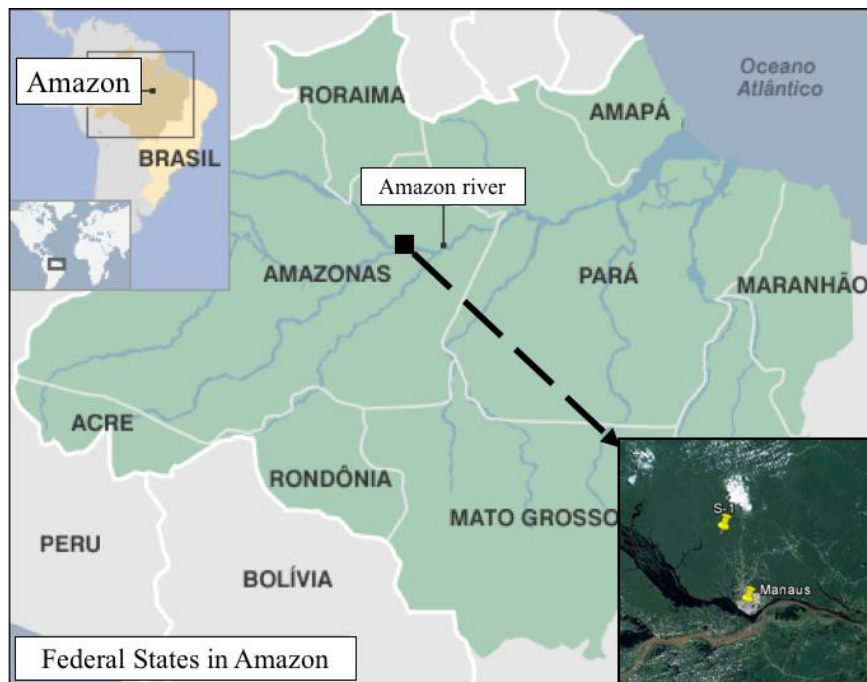 Amazon
BRASIL
RORAIMA
AMAPÁ
Oceano
Atlântico
Amazon river
AMAZONAS
PARÁ
MARANHÃO
ACRE
RONDÔNIA
MATO GROSSO
PERU
BOLÍVIA
S-1
Manaus
Federal States in Amazon